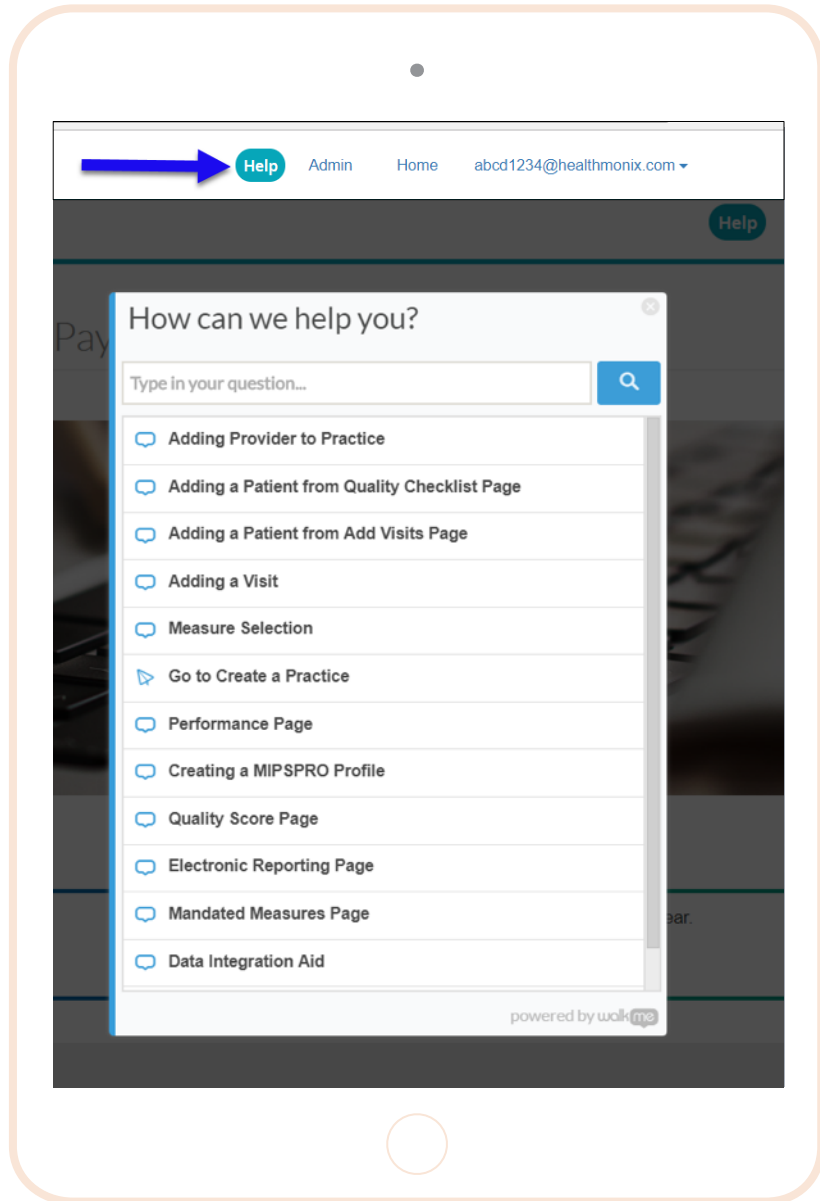 Help Admin Home abcd1234@healthmonix.com
Help
Pay
How can we help you?
Type in your question...
Adding Provider to Practice
Adding a Patient from Quality Checklist Page
Adding a Patient from Add Visits Page
Adding a Visit
Measure Selection
Go to Create a Practice
Performance Page
Creating a MIPSPRO Profile
Quality Score Page
Electronic Reporting Page
Mandated Measures Page
ear.
Data Integration Aid
powered by walkme